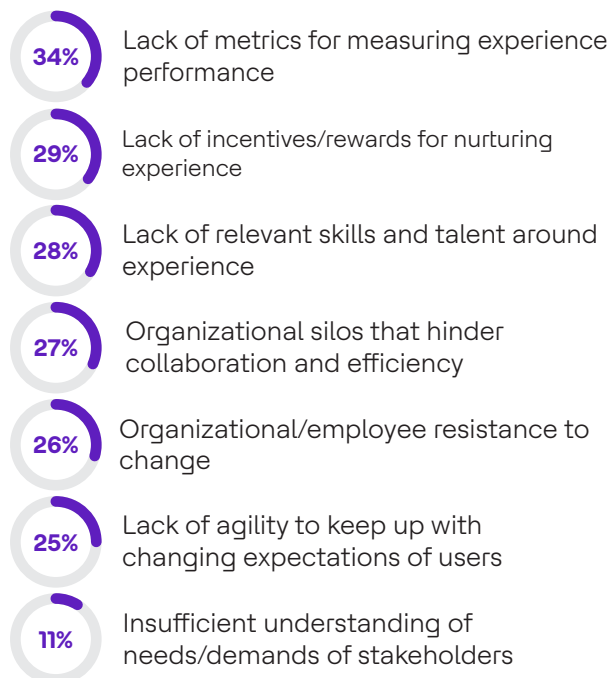 34%
Lack of metrics for measuring experience
performance
29%
Lack of incentives/rewards for nurturing
experience
28%
Lack of relevant skills and talent around
experience
27%
Organizational silos that hinder
collaboration and efficiency
26%
Organizational/employee resistance to
change
25%
Lack of agility to keep up with
changing expectations of users
11%
Insufficient understanding of
needs/demands of stakeholders